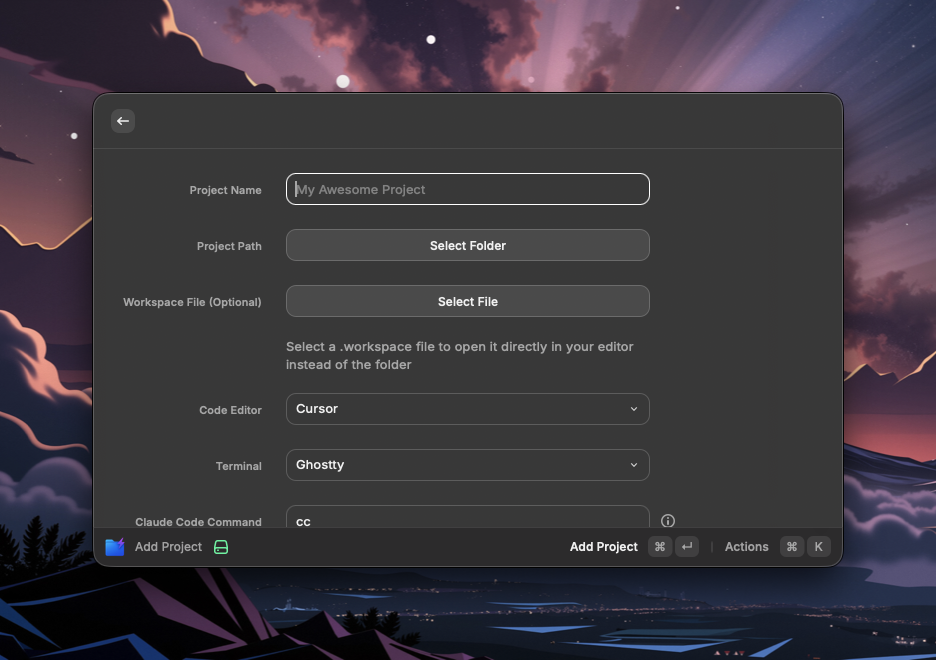 Project Name
My Awesome Project
Project Path
Select Folder
Workspace File (Optional)
Select File
Select a .workspace file to open it directly in your editor
instead of the folder
Code Editor
Cursor
Terminal
Ghostty
Claude Code Command
cc
Add Project
Add Project ⌘ ↵ | Actions ⌘ K